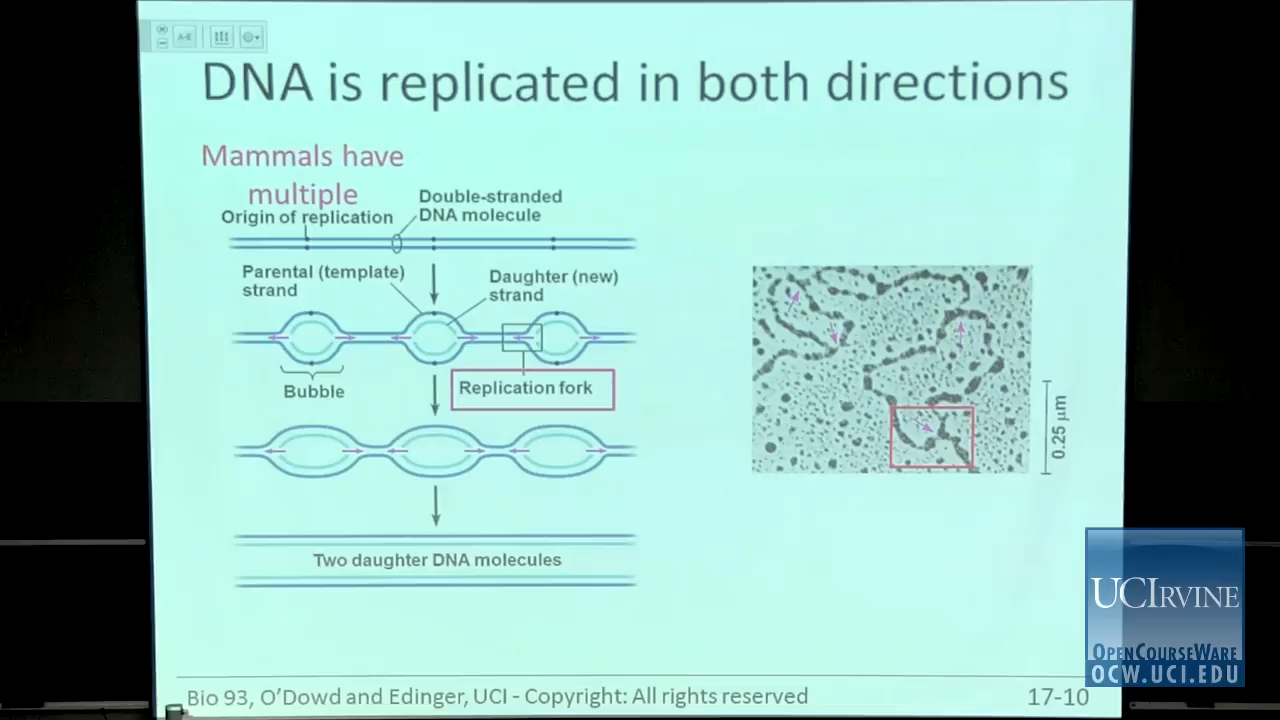 A-E
DNA is replicated in both directions
Mammals have
multiple
Origin of replication
Double-stranded
DNA molecule
Parental (template)
strand
Daughter (new)
strand
Bubble
Replication fork
Two daughter DNA molecules
0.25 µm
UCIRVINE
OPENCOURSEWARE
OCW.UCI.EDU
Bio 93, O'Dowd and Edinger, UCI - Copyright: All rights reserved
17-10